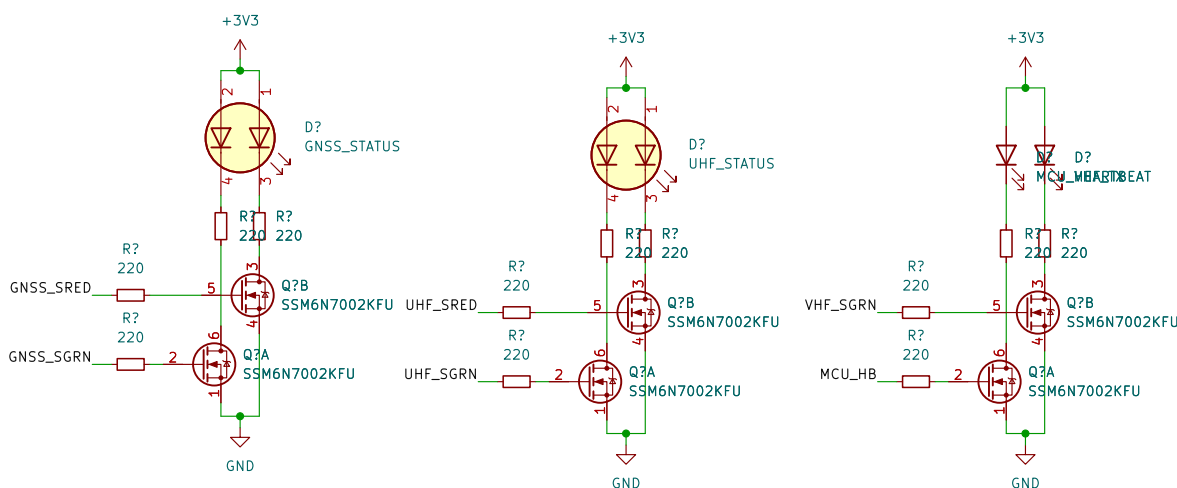 +3V3
2
1
D?
GNSS_STATUS
4
3
R?
220
R?
220
R?
220
GNSS_SRED
5
3
Q?B
SSM6N7002KFU
4
R?
220
GNSS_SGRN
2
6
Q?A
SSM6N7002KFU
1
GND
+3V3
2
1
D?
UHF_STATUS
4
3
R?
220
R?
220
R?
220
UHF_SRED
5
3
Q?B
SSM6N7002KFU
4
R?
220
UHF_SGRN
2
6
Q?A
SSM6N7002KFU
1
GND
+3V3
D?
D?
R?
220
R?
220
R?
220
VHF_SGRN
5
3
Q?B
SSM6N7002KFU
4
R?
220
MCU_HB
2
6
Q?A
SSM6N7002KFU
1
GND